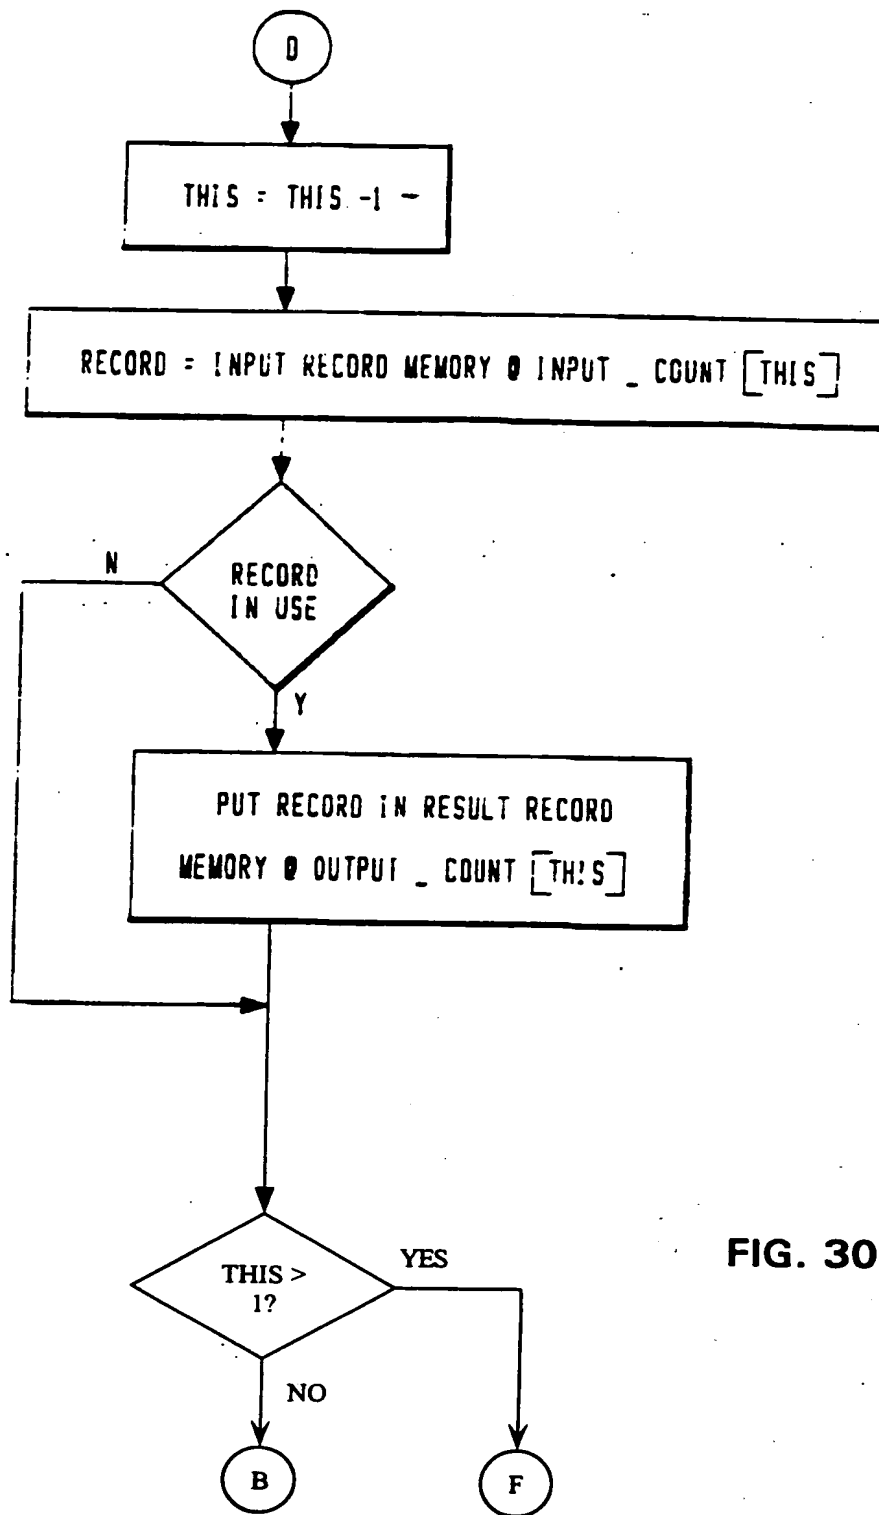 D
THIS = THIS -1 -
RECORD = INPUT RECORD MEMORY @ INPUT _ COUNT [THIS]
N
RECORD
IN USE
Y
PUT RECORD IN RESULT RECORD
MEMORY @ OUTPUT _ COUNT [THIS]
THIS >
1?
YES
NO
B
F
FIG. 30